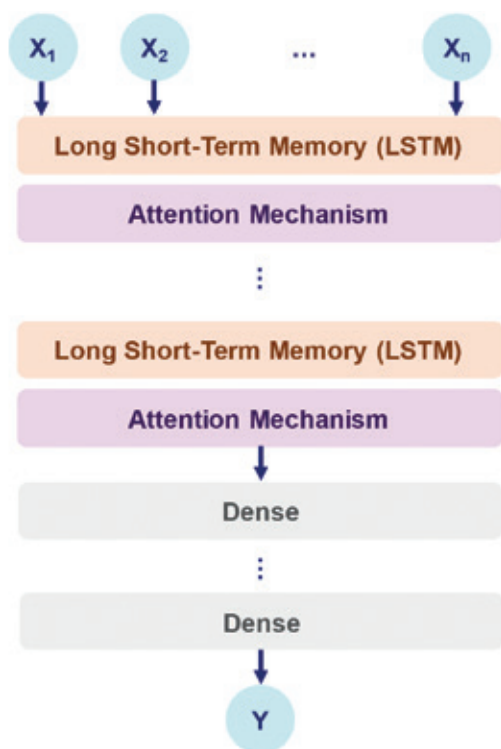 X₁ X₂ ... Xₙ
Long Short-Term Memory (LSTM)
Attention Mechanism
⋮
Long Short-Term Memory (LSTM)
Attention Mechanism
Dense
⋮
Dense
Y